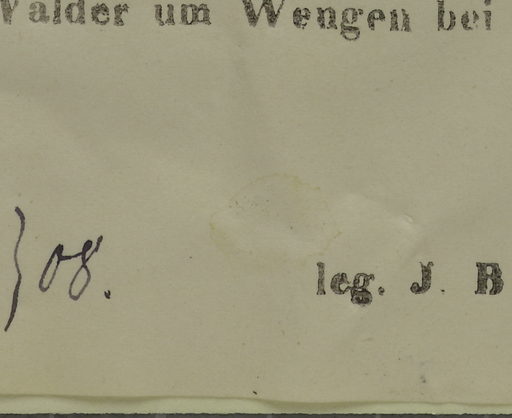 Wälder um Wengen bei
} 08.
leg. J. B